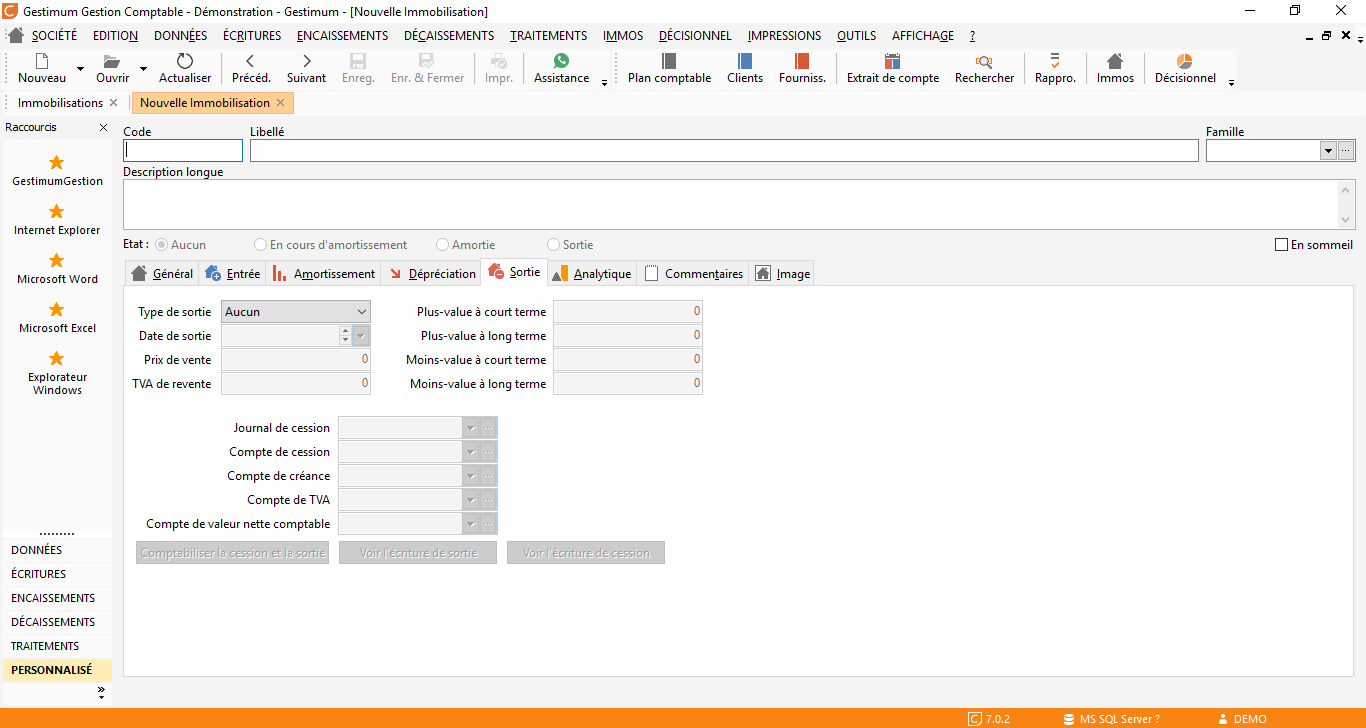 Gestimum Gestion Comptable - Démonstration - Gestimum - [Nouvelle Immobilisation]
SOCIÉTÉ EDITION DONNÉES ÉCRITURES ENCAISSEMENTS DÉCAISSEMENTS TRAITEMENTS IMMOS DÉCISIONNEL IMPRESSIONS OUTILS AFFICHAGE ?
Nouveau Ouvrir Actualiser Précéd. Suivant Enreg. Enr. & Fermer Impr. Assistance Plan comptable Clients Fourniss. Extrait de compte Rechercher Rappro. Immos Décisionnel
Immobilisations Nouvelle Immobilisation
Raccourcis
GestimumGestion
Internet Explorer
Microsoft Word
Microsoft Excel
Explorateur
Windows
DONNÉES
ÉCRITURES
ENCAISSEMENTS
DÉCAISSEMENTS
TRAITEMENTS
PERSONNALISÉ
Code Libellé Famille
Description longue
Etat : Aucun En cours d'amortissement Amortie Sortie En sommeil
Général Entrée Amortissement Dépréciation Sortie Analytique Commentaires Image
Type de sortie Aucun Plus-value à court terme 0
Date de sortie Plus-value à long terme 0
Prix de vente 0 Moins-value à court terme 0
TVA de revente 0 Moins-value à long terme 0
Journal de cession
Compte de cession
Compte de créance
Compte de TVA
Compte de valeur nette comptable
Comptabiliser la cession et la sortie Voir l'écriture de sortie Voir l'écriture de cession
7.0.2 MS SQL Server ? DEMO